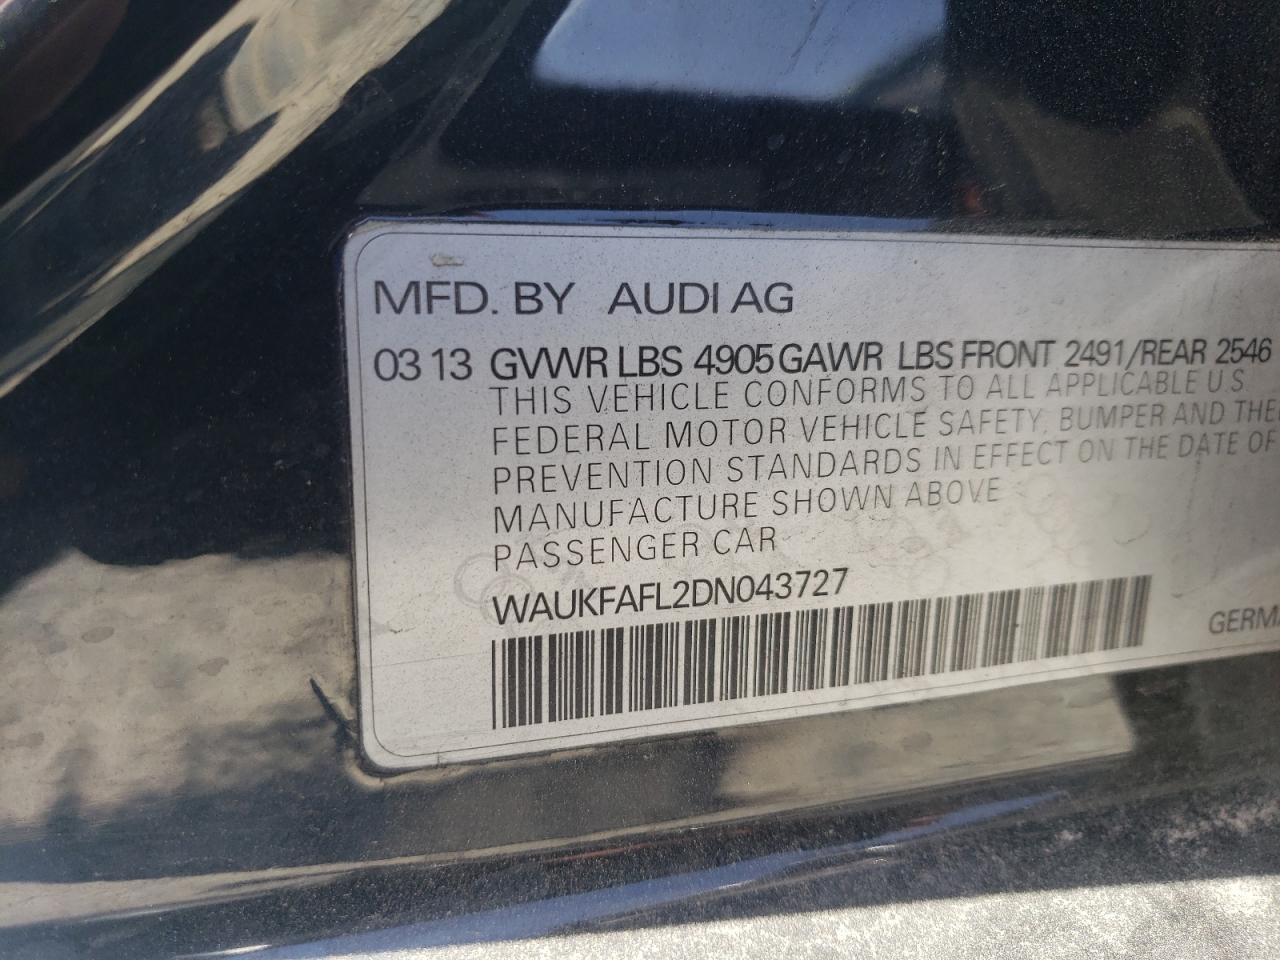 MFD. BY AUDI AG
03 13 GVWR LBS 4905 GAWR LBS FRONT 2491/REAR 2546
THIS VEHICLE CONFORMS TO ALL APPLICABLE U.S.
FEDERAL MOTOR VEHICLE SAFETY, BUMPER AND THE
PREVENTION STANDARDS IN EFFECT ON THE DATE OF
MANUFACTURE SHOWN ABOVE
PASSENGER CAR
WAUKFAFL2DN043727